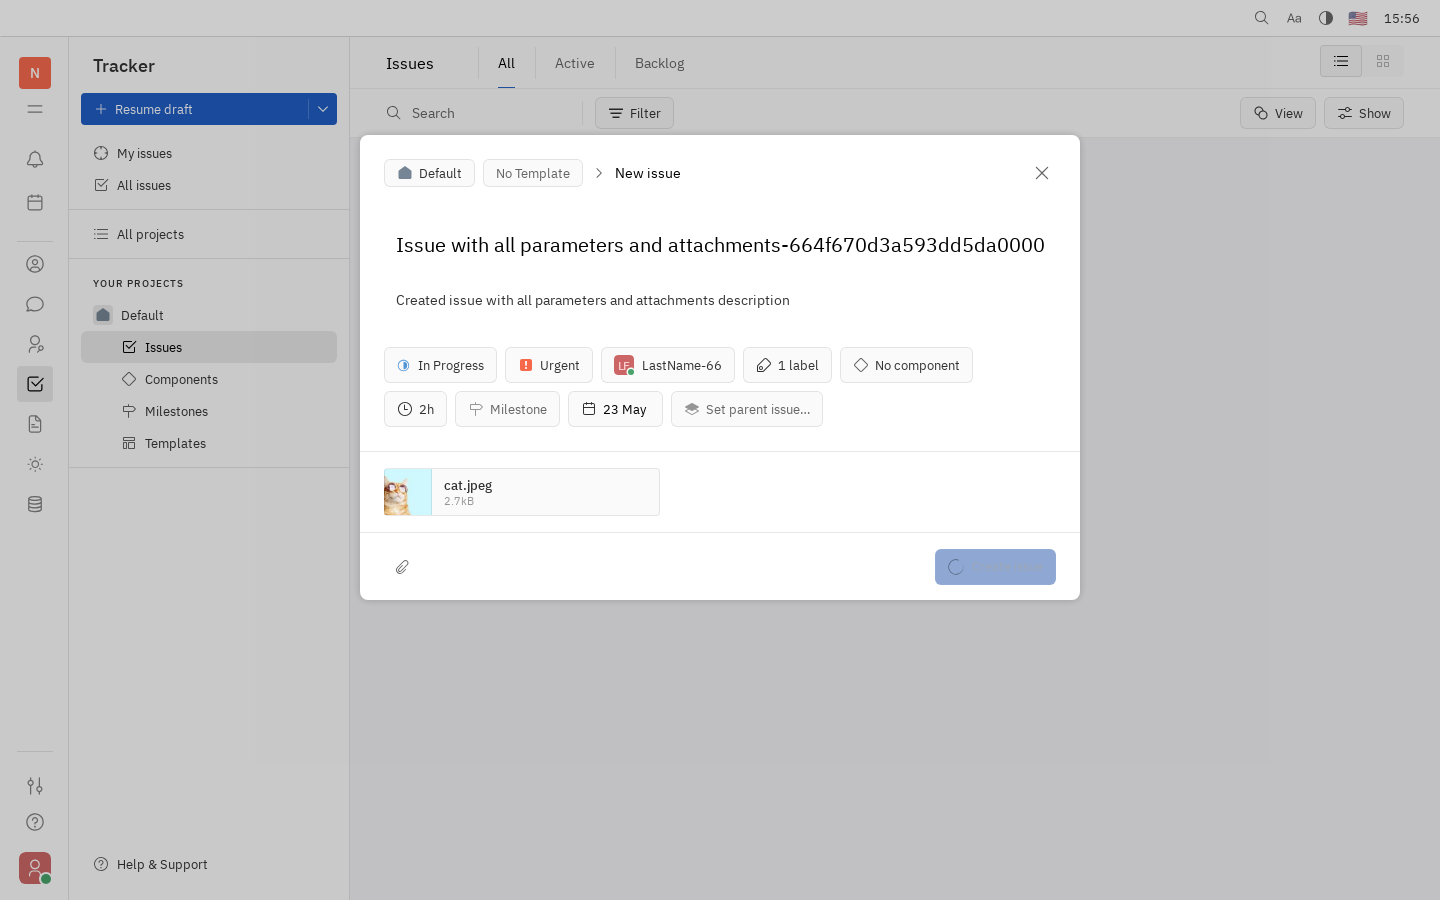 Aa 15:56
N
Tracker
Resume draft
My issues
All issues
All projects
YOUR PROJECTS
Default
Issues
Components
Milestones
Templates
Help & Support
Issues All Active Backlog
Search Filter View Show
Default No Template New issue
Issue with all parameters and attachments-664f670d3a593dd5da0000
Created issue with all parameters and attachments description
In Progress Urgent LF LastName-66 1 label No component
2h Milestone 23 May Set parent issue...
cat.jpeg
2.7kB